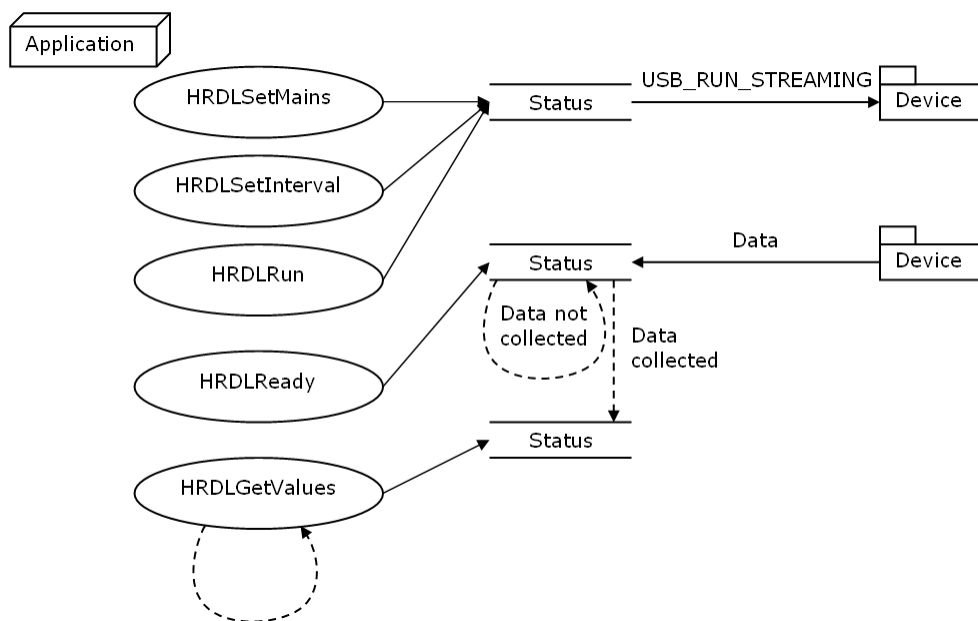 Application
HRDLSetMains
Status
USB_RUN_STREAMING
Device
HRDLSetInterval
HRDLRun
Status
Data
Device
Data not
collected
Data
collected
HRDLReady
Status
HRDLGetValues